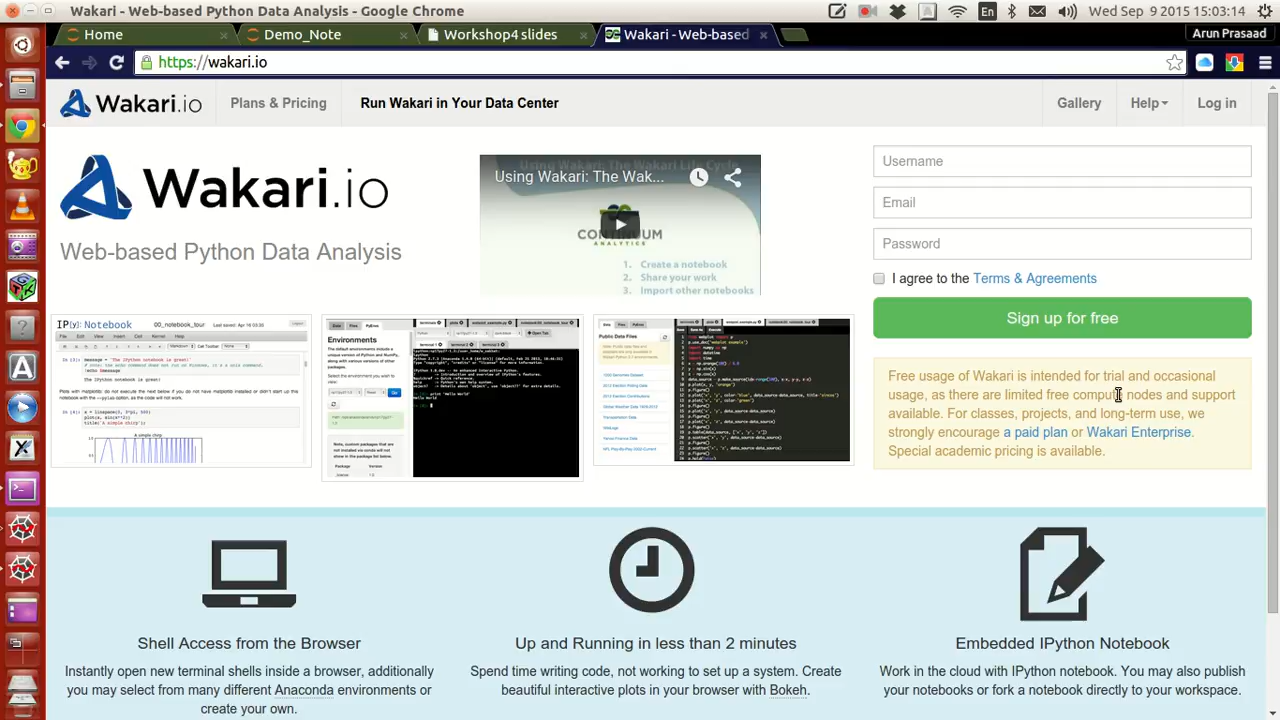 Wakari - Web-based Python Data Analysis - Google Chrome
En
Wed Sep 9 2015 15:03:14
Home
Demo_Note
Workshop4 slides
Wakari - Web-based
Arun Prasaad
https://wakari.io
Wakari.io
Plans & Pricing
Run Wakari in Your Data Center
Gallery
Help
Log in
Wakari.io
Web-based Python Data Analysis
Using Wakari: The Wakari Life Cycle
Using Wakari: The Wak...
CONTINUUM
ANALYTICS
1. Create a notebook
2. Share your work
3. Import other notebooks
Username
Email
Password
I agree to the Terms & Agreements
Sign up for free
Free usage of Wakari is intended for trial and personal
usage, as there are limited free compute nodes and support
available. For classes, projects, and long-term use, we
strongly encourage a paid plan or Wakari Enterprise.
Special academic pricing is available.
IP[y]: Notebook
00_notebook_tour
Environments
Public Data Files
Shell Access from the Browser
Instantly open new terminal shells inside a browser, additionally
you may select from many different Anaconda environments or
create your own.
Up and Running in less than 2 minutes
Spend time writing code, not working to set up a system. Create
beautiful interactive plots in your browser with Bokeh.
Embedded IPython Notebook
Work in the cloud with IPython notebook. You may also publish
your notebooks or fork a notebook directly to your workspace.